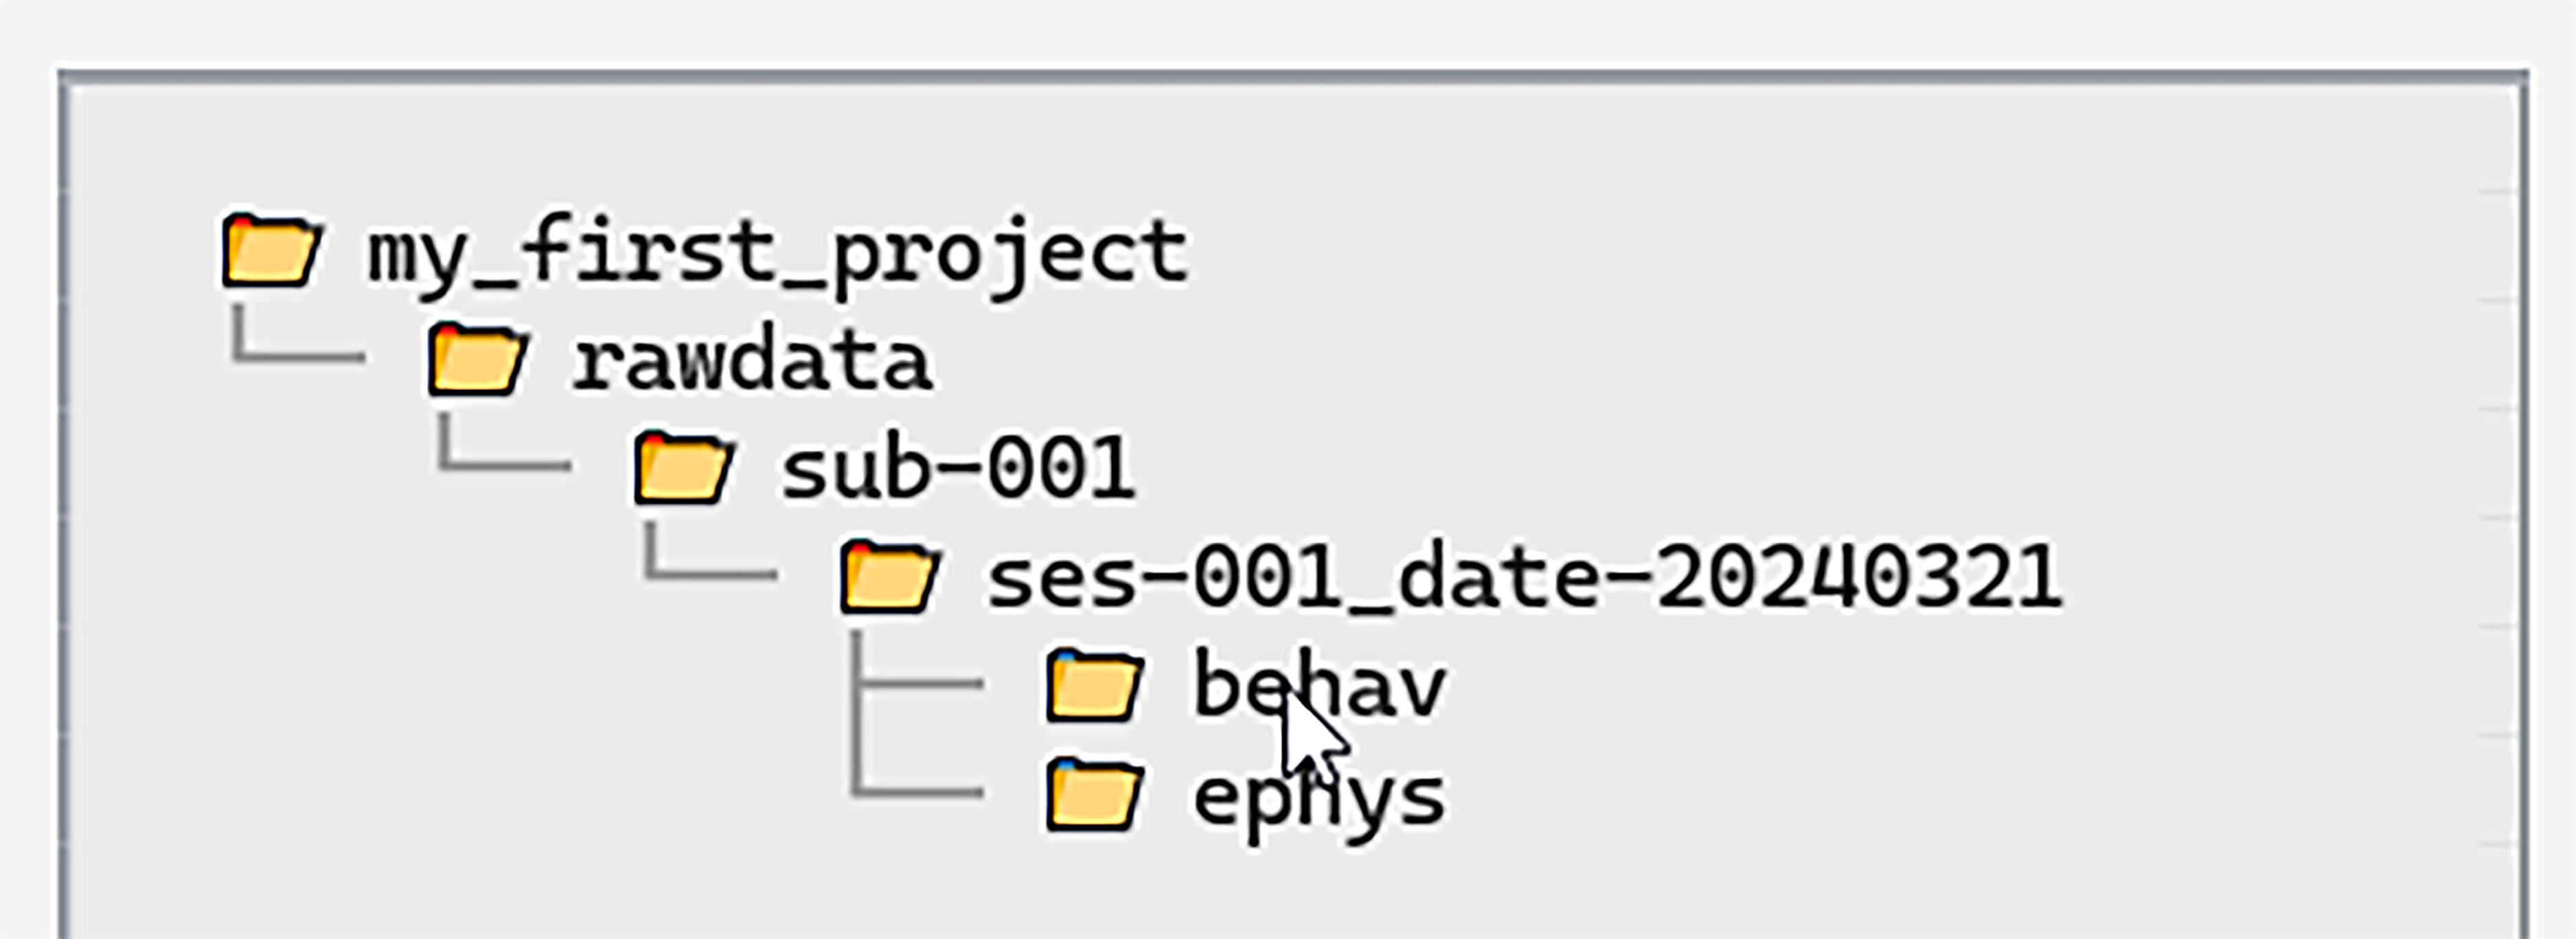 my_first_project
rawdata
sub-001
ses-001_date-20240321
behav
ephys